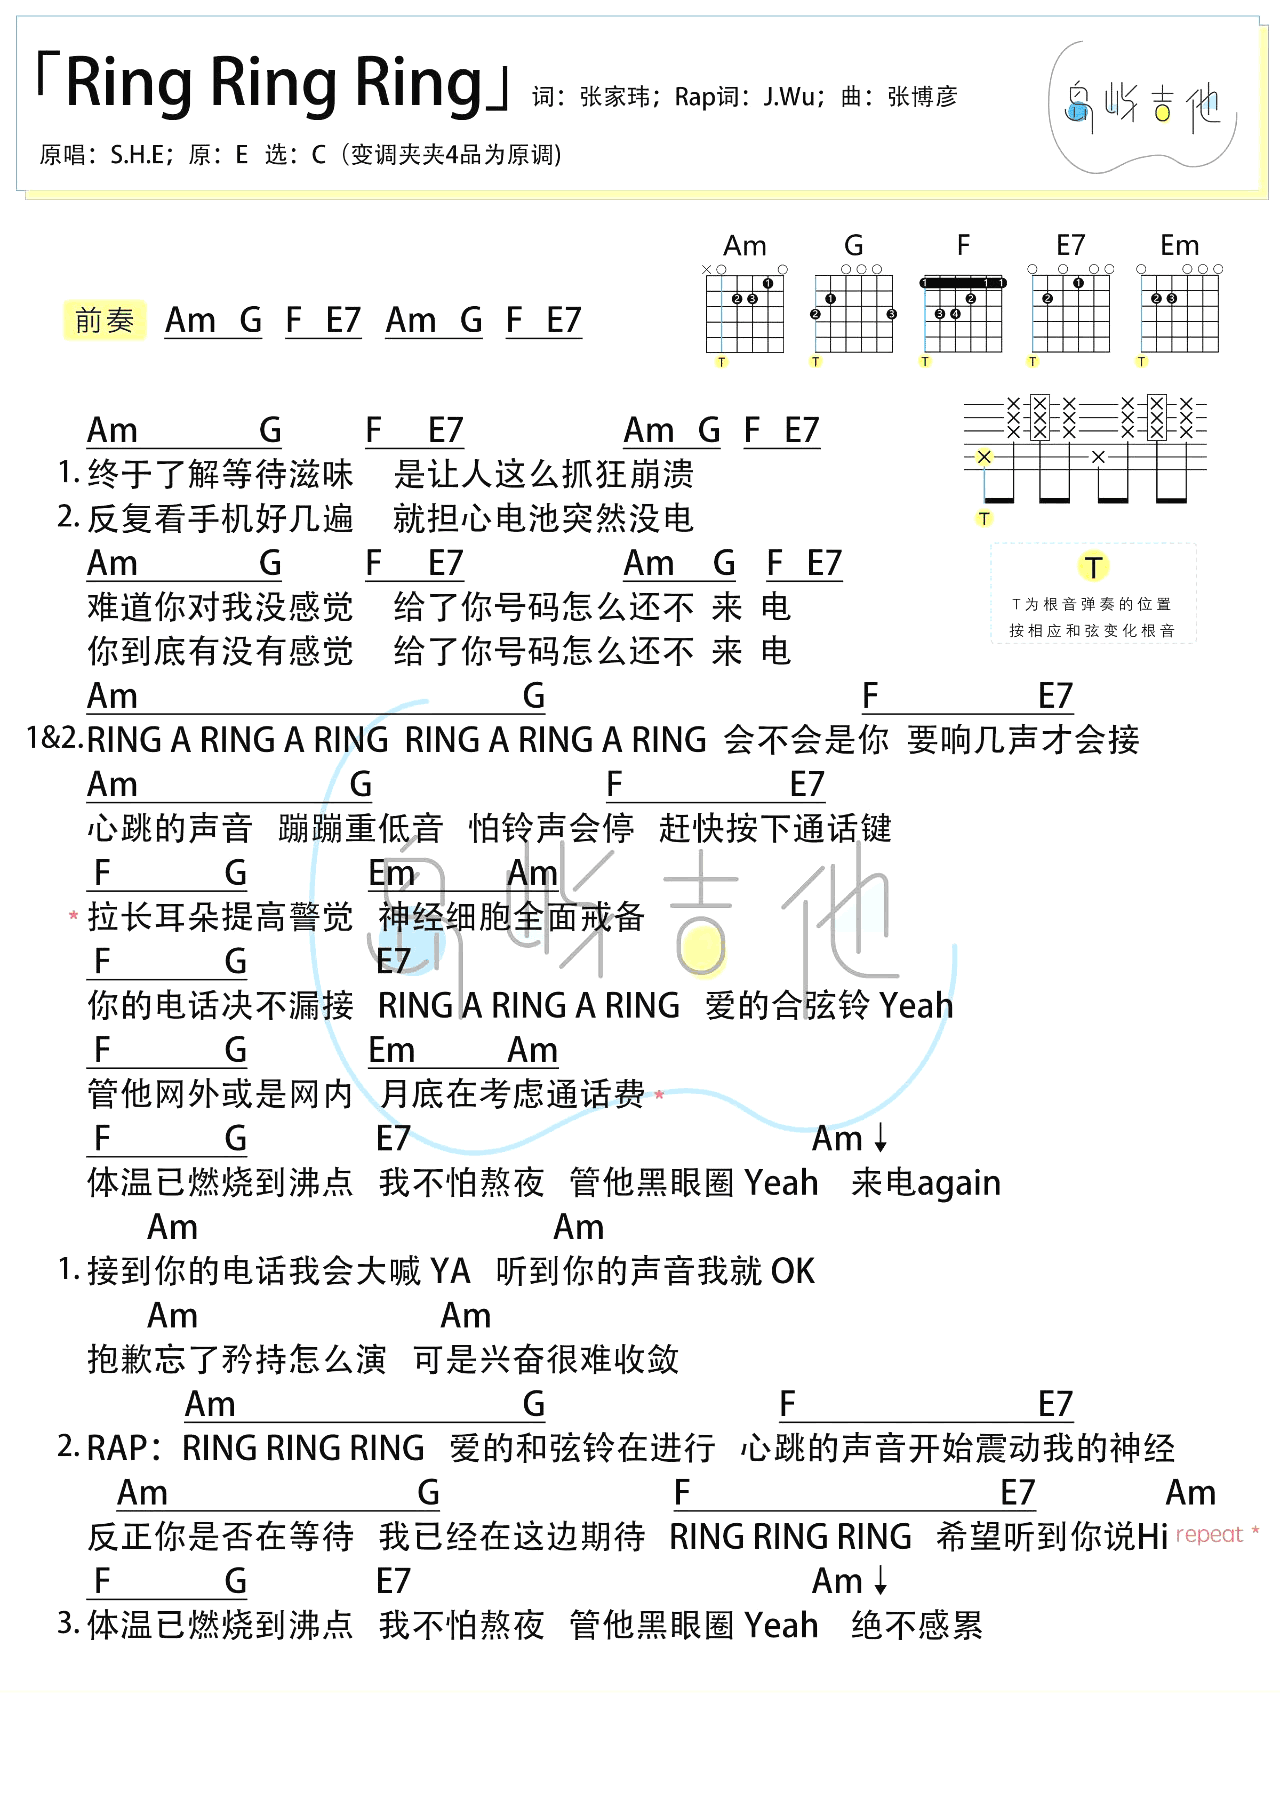 「Ring Ring Ring」 词：张家玮；Rap词：J.Wu；曲：张博彦
原唱：S.H.E；原：E 选：C（变调夹夹4品为原调)
岛屿吉他
Am G F E7 Em
前奏 Am G F E7 Am G F E7
T T T T T
Am G F E7 Am G F E7
1. 终于了解等待滋味 是让人这么抓狂崩溃
2. 反复看手机好几遍 就担心电池突然没电
T
Am G F E7 Am G F E7
难道你对我没感觉 给了你号码怎么还不 来 电
你到底有没有感觉 给了你号码怎么还不 来 电
T
T为根音弹奏的位置
按相应和弦变化根音
Am G F E7
1&2. RING A RING A RING RING A RING A RING 会不会是你 要响几声才会接
Am G F E7
心跳的声音 蹦蹦重低音 怕铃声会停 赶快按下通话键
F G Em Am
* 拉长耳朵提高警觉 神经细胞全面戒备
岛屿吉他
F G E7
你的电话决不漏接 RING A RING A RING 爱的合弦铃 Yeah
F G Em Am
管他网外或是网内 月底在考虑通话费 *
F G E7 Am ↓
体温已燃烧到沸点 我不怕熬夜 管他黑眼圈 Yeah 来电again
Am Am
1. 接到你的电话我会大喊 YA 听到你的声音我就 OK
Am Am
抱歉忘了矜持怎么演 可是兴奋很难收敛
Am G F E7
2. RAP：RING RING RING 爱的和弦铃在进行 心跳的声音开始震动我的神经
Am G F E7 Am
反正你是否在等待 我已经在这边期待 RING RING RING 希望听到你说Hi repeat *
F G E7 Am ↓
3. 体温已燃烧到沸点 我不怕熬夜 管他黑眼圈 Yeah 绝不感累